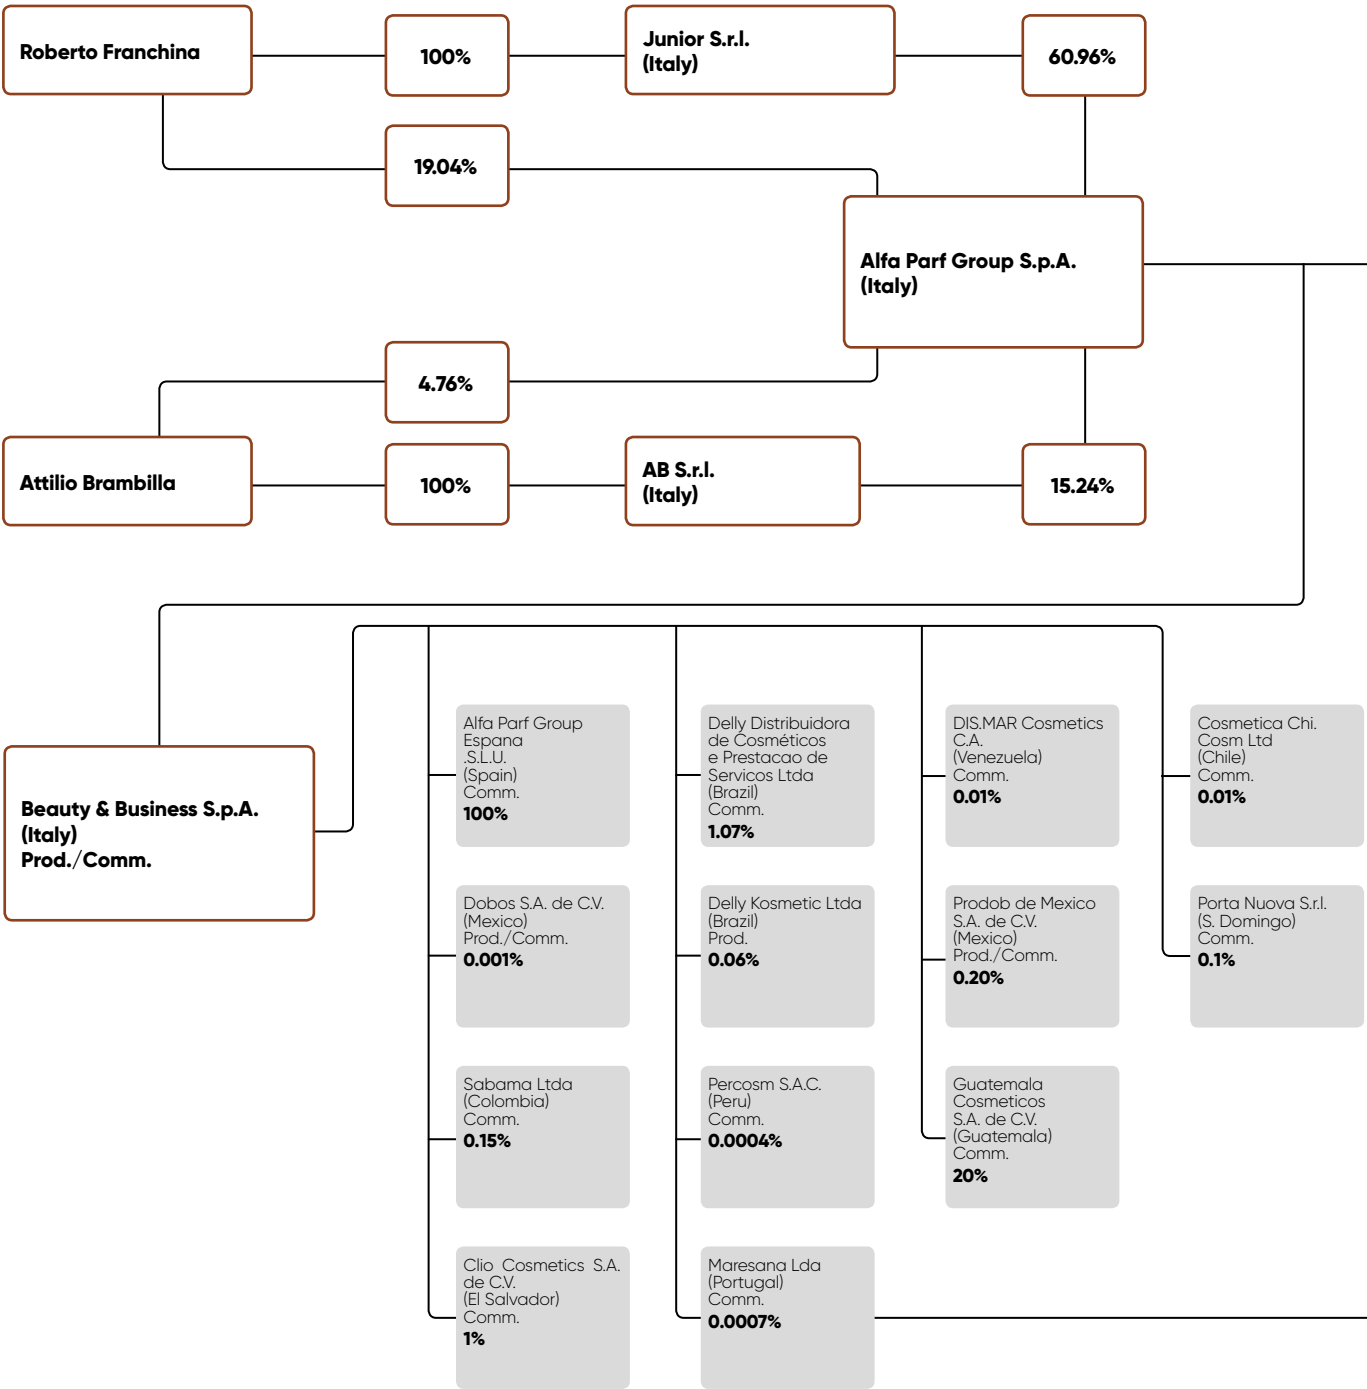 Roberto Franchina
100%
Junior S.r.l.
(Italy)
60.96%
19.04%
Alfa Parf Group S.p.A.
(Italy)
4.76%
Attilio Brambilla
100%
AB S.r.l.
(Italy)
15.24%
Beauty & Business S.p.A.
(Italy)
Prod./Comm.
Alfa Parf Group
Espana
.S.L.U.
(Spain)
Comm.
100%
Delly Distribuidora
de Cosméticos
e Prestacao de
Servicos Ltda
(Brazil)
Comm.
1.07%
DIS.MAR Cosmetics
C.A.
(Venezuela)
Comm.
0.01%
Cosmetica Chi.
Cosm Ltd
(Chile)
Comm.
0.01%
Dobos S.A. de C.V.
(Mexico)
Prod./Comm.
0.001%
Delly Kosmetic Ltda
(Brazil)
Prod.
0.06%
Prodob de Mexico
S.A. de C.V.
(Mexico)
Prod./Comm.
0.20%
Porta Nuova S.r.l.
(S. Domingo)
Comm.
0.1%
Sabama Ltda
(Colombia)
Comm.
0.15%
Percosm S.A.C.
(Peru)
Comm.
0.0004%
Guatemala
Cosmeticos
S.A. de C.V.
(Guatemala)
Comm.
20%
Clio Cosmetics S.A.
de C.V.
(El Salvador)
Comm.
1%
Maresana Lda
(Portugal)
Comm.
0.0007%